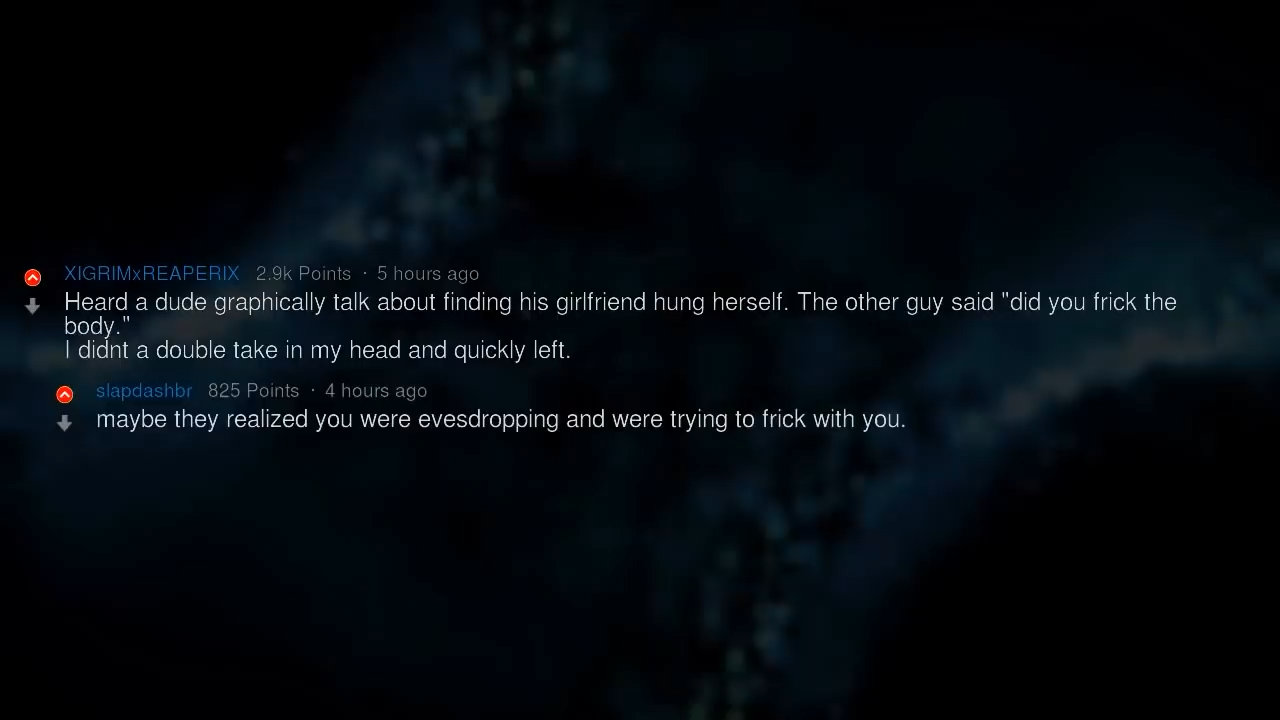 XIGRIMxREAPERIX 2.9k Points · 5 hours ago
Heard a dude graphically talk about finding his girlfriend hung herself. The other guy said "did you frick the
body."
I didnt a double take in my head and quickly left.
slapdashbr 825 Points · 4 hours ago
maybe they realized you were evesdropping and were trying to frick with you.